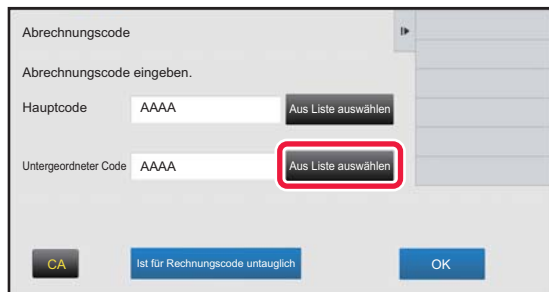 Abrechnungscode
Abrechnungscode eingeben.
Hauptcode AAAA Aus Liste auswählen
Untergeordneter Code AAAA Aus Liste auswählen
CA Ist für Rechnungscode untauglich OK